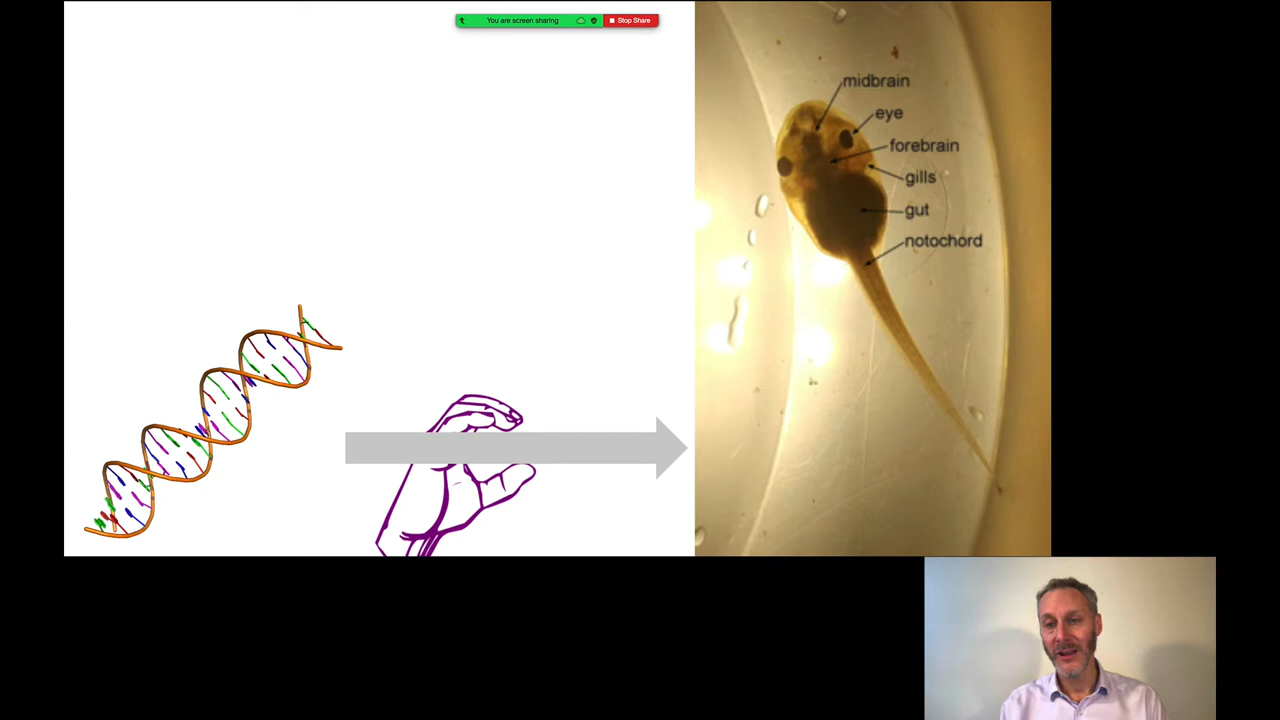 You are screen sharing
Stop Share
midbrain
eye
forebrain
gills
gut
notochord